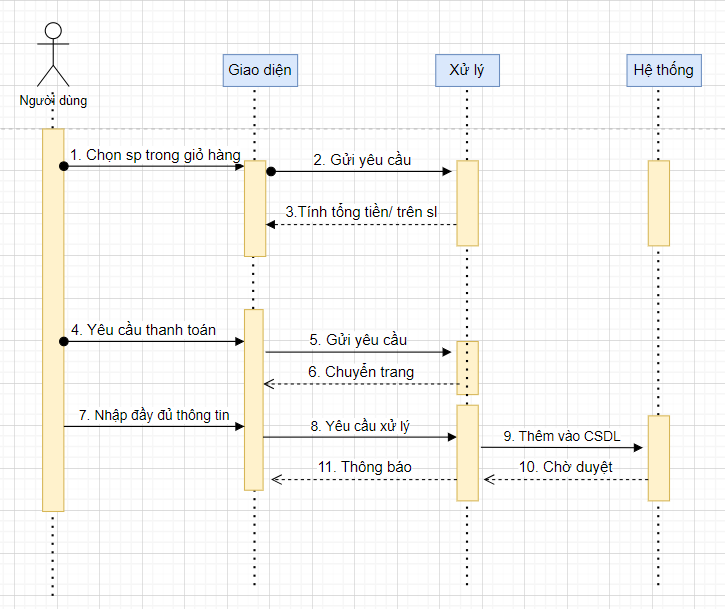 Người dùng
Giao diện
Xử lý
Hệ thống
1. Chọn sp trong giỏ hàng
2. Gửi yêu cầu
3.Tính tổng tiền/ trên sl
4. Yêu cầu thanh toán
5. Gửi yêu cầu
6. Chuyển trang
7. Nhập đầy đủ thông tin
8. Yêu cầu xử lý
9. Thêm vào CSDL
10. Chờ duyệt
11. Thông báo